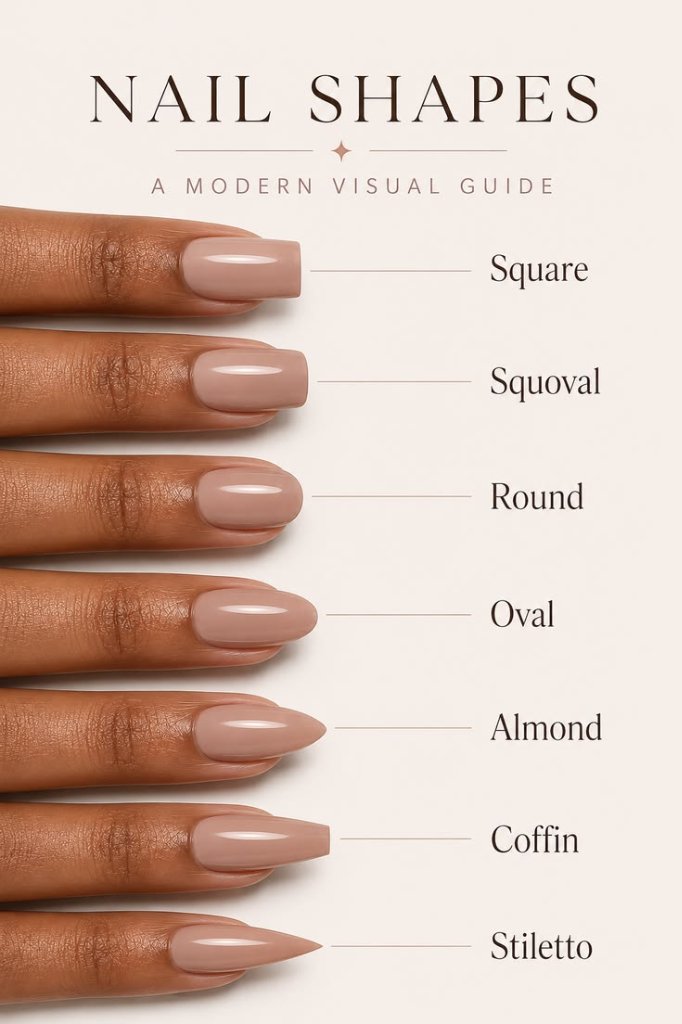 NAIL SHAPES
A MODERN VISUAL GUIDE
Square
Squoval
Round
Oval
Almond
Coffin
Stiletto